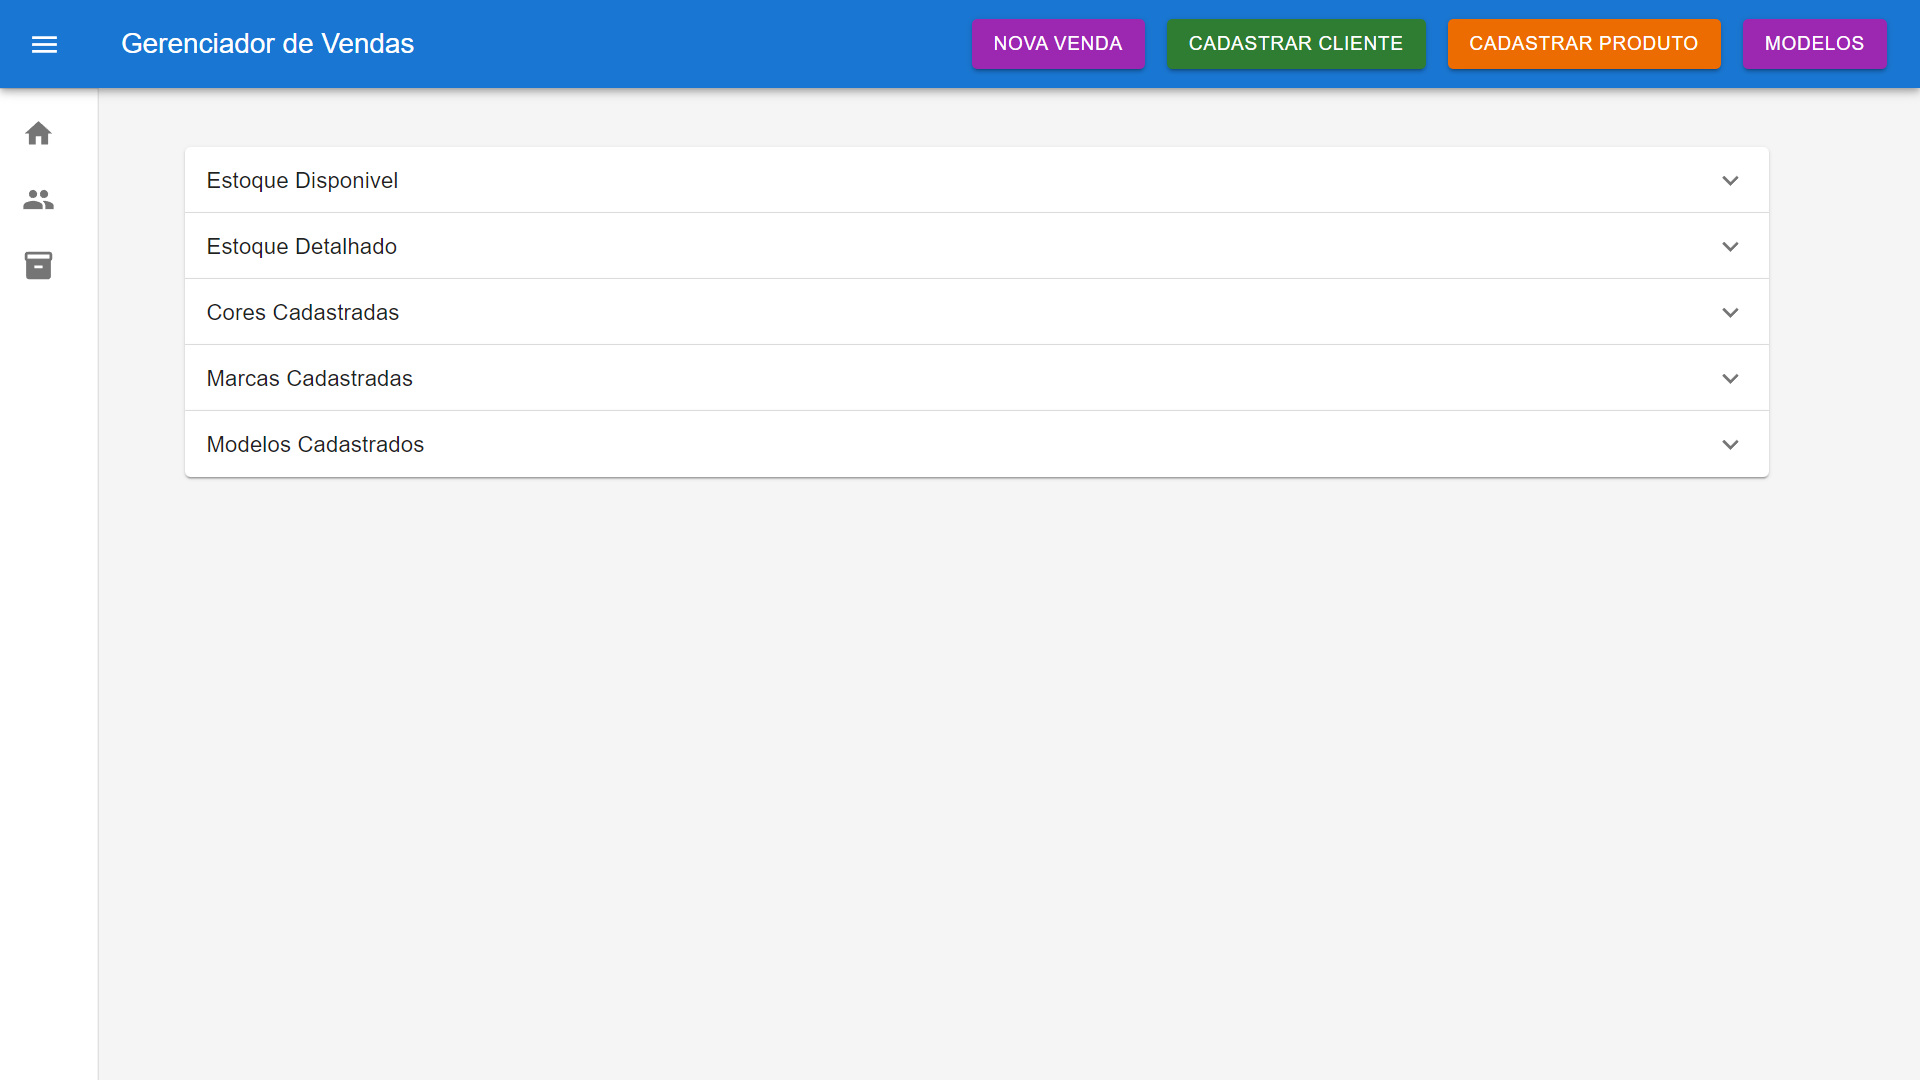 Gerenciador de Vendas
NOVA VENDA
CADASTRAR CLIENTE
CADASTRAR PRODUTO
MODELOS
Estoque Disponivel
Estoque Detalhado
Cores Cadastradas
Marcas Cadastradas
Modelos Cadastrados